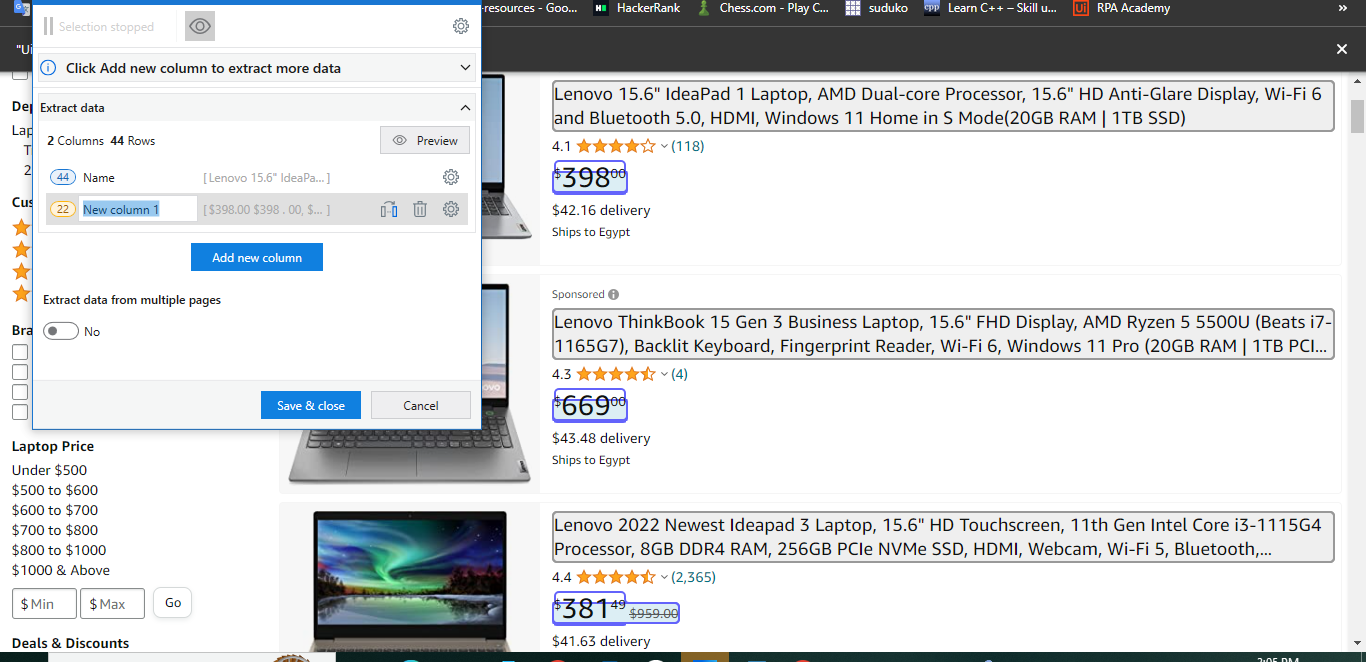 -resources - Goo...
HackerRank
Chess.com - Play C...
suduko
Learn C++ – Skill u...
RPA Academy
»
Selection stopped
"Ui
Click Add new column to extract more data
Extract data
2 Columns 44 Rows
Preview
44 Name [ Lenovo 15.6" IdeaPa... ]
22 New column 1 [ $398.00 $398 . 00, $... ]
Add new column
Extract data from multiple pages
No
Save & close
Cancel
Dep
Lap
T
2
Cus
Bra
Laptop Price
Under $500
$500 to $600
$600 to $700
$700 to $800
$800 to $1000
$1000 & Above
$ Min
$ Max
Go
Deals & Discounts
Lenovo 15.6" IdeaPad 1 Laptop, AMD Dual-core Processor, 15.6" HD Anti-Glare Display, Wi-Fi 6
and Bluetooth 5.0, HDMI, Windows 11 Home in S Mode(20GB RAM | 1TB SSD)
4.1 (118)
$398 00
$42.16 delivery
Ships to Egypt
Sponsored
Lenovo ThinkBook 15 Gen 3 Business Laptop, 15.6" FHD Display, AMD Ryzen 5 5500U (Beats i7-
1165G7), Backlit Keyboard, Fingerprint Reader, Wi-Fi 6, Windows 11 Pro (20GB RAM | 1TB PCI...
4.3 (4)
$669 00
$43.48 delivery
Ships to Egypt
Lenovo 2022 Newest Ideapad 3 Laptop, 15.6" HD Touchscreen, 11th Gen Intel Core i3-1115G4
Processor, 8GB DDR4 RAM, 256GB PCIe NVMe SSD, HDMI, Webcam, Wi-Fi 5, Bluetooth,...
4.4 (2,365)
$381 49 $959.00
$41.63 delivery